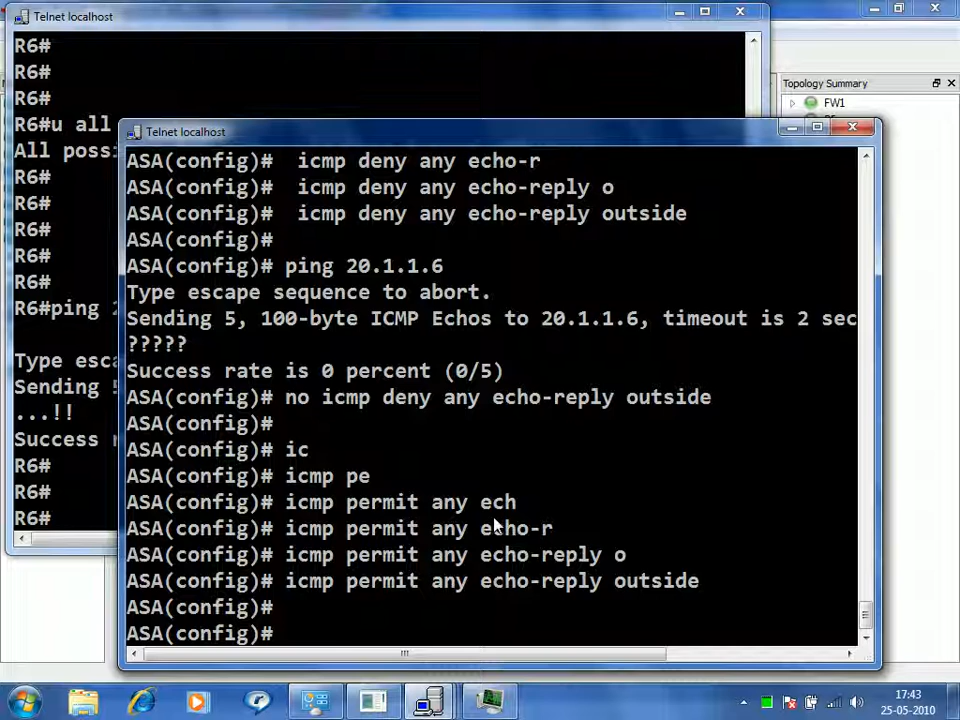 Telnet localhost
R6#
R6#
R6#
R6#u all
All possi
R6#
R6#
R6#
R6#
R6#
R6#ping
Type esca
Sending 5
...!!
Success r
R6#
R6#
R6#
Topology Summary
FW1
Telnet localhost
ASA(config)#  icmp deny any echo-r
ASA(config)#  icmp deny any echo-reply o
ASA(config)#  icmp deny any echo-reply outside
ASA(config)#
ASA(config)# ping 20.1.1.6
Type escape sequence to abort.
Sending 5, 100-byte ICMP Echos to 20.1.1.6, timeout is 2 sec
?????
Success rate is 0 percent (0/5)
ASA(config)# no icmp deny any echo-reply outside
ASA(config)#
ASA(config)# ic
ASA(config)# icmp pe
ASA(config)# icmp permit any ech
ASA(config)# icmp permit any echo-r
ASA(config)# icmp permit any echo-reply o
ASA(config)# icmp permit any echo-reply outside
ASA(config)#
ASA(config)#
17:43
25-05-2010